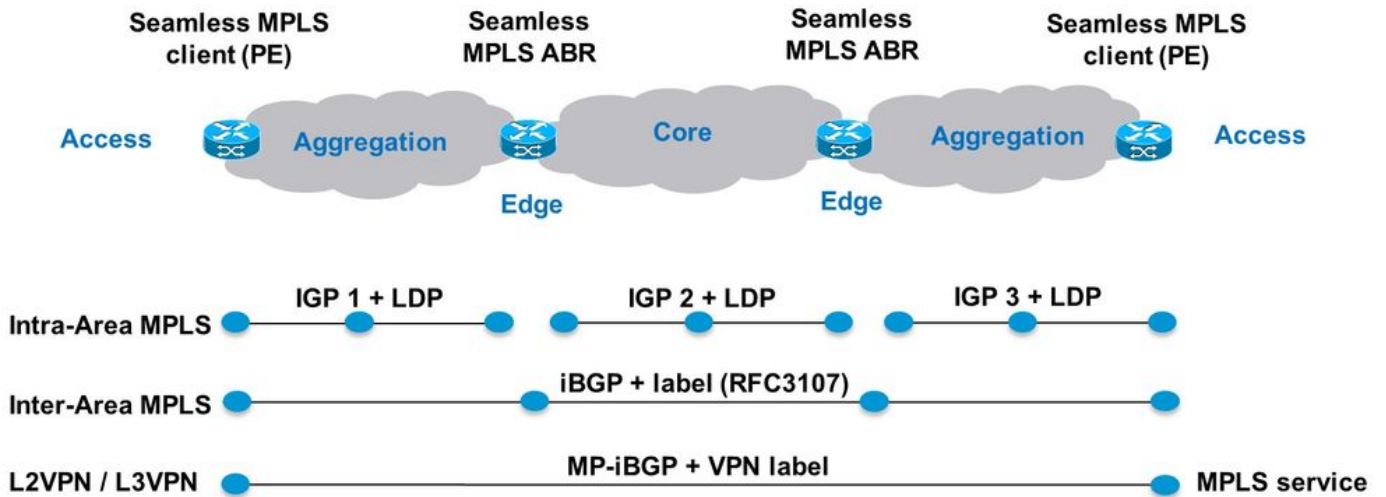 Seamless MPLS
client (PE)
Seamless
MPLS ABR
Seamless
MPLS ABR
Seamless MPLS
client (PE)
Access
Aggregation
Core
Aggregation
Access
Edge
Edge
IGP 1 + LDP
IGP 2 + LDP
IGP 3 + LDP
Intra-Area MPLS
iBGP + label (RFC3107)
Inter-Area MPLS
MP-iBGP + VPN label
L2VPN / L3VPN
MPLS service